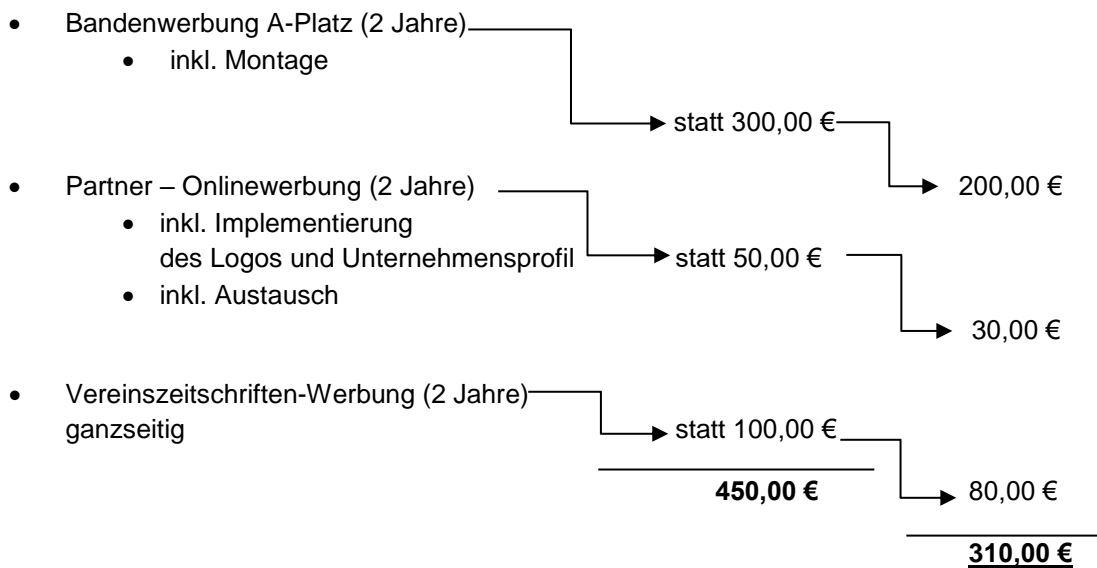 • Bandenwerbung A-Platz (2 Jahre)
• inkl. Montage
statt 300,00 €
200,00 €
• Partner – Onlinewerbung (2 Jahre)
• inkl. Implementierung
des Logos und Unternehmensprofil
statt 50,00 €
• inkl. Austausch
30,00 €
• Vereinszeitschriften-Werbung (2 Jahre)
ganzseitig
statt 100,00 €
450,00 €
80,00 €
310,00 €